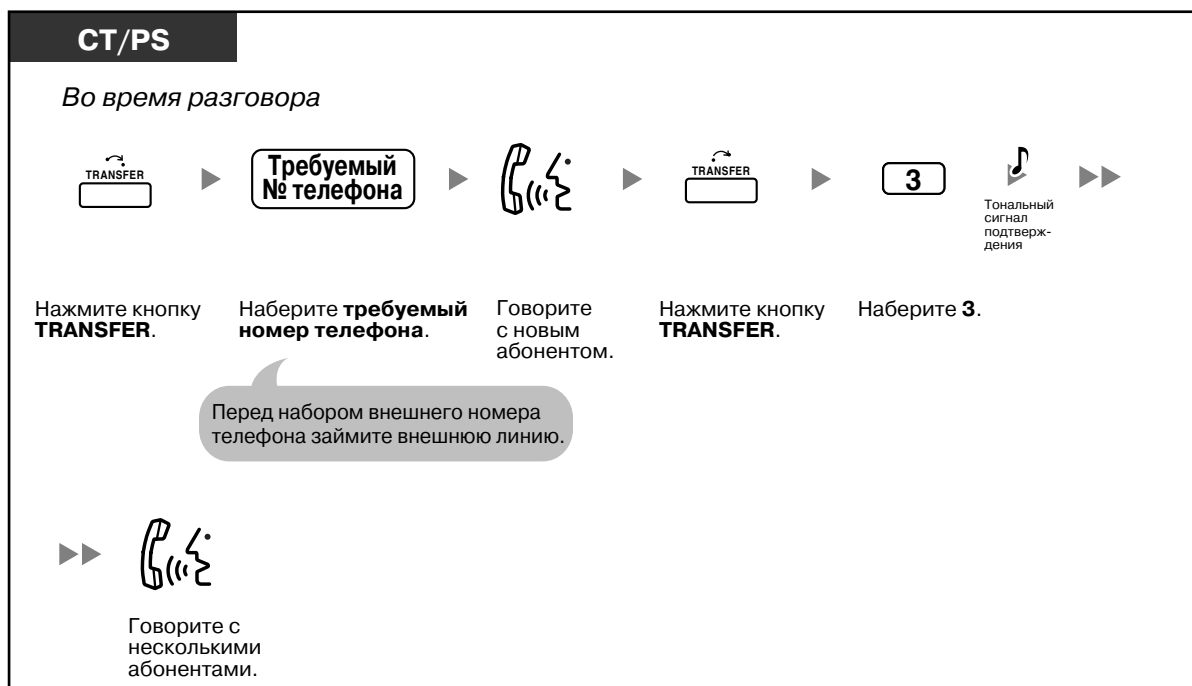 СТ/PS
Во время разговора
TRANSFER
Требуемый
№ телефона
TRANSFER
3
Тональный
сигнал
подтверж-
дения
Нажмите кнопку
TRANSFER.
Наберите требуемый
номер телефона.
Говорите
с новым
абонентом.
Нажмите кнопку
TRANSFER.
Наберите 3.
Перед набором внешнего номера
телефона займите внешнюю линию.
Говорите с
несколькими
абонентами.